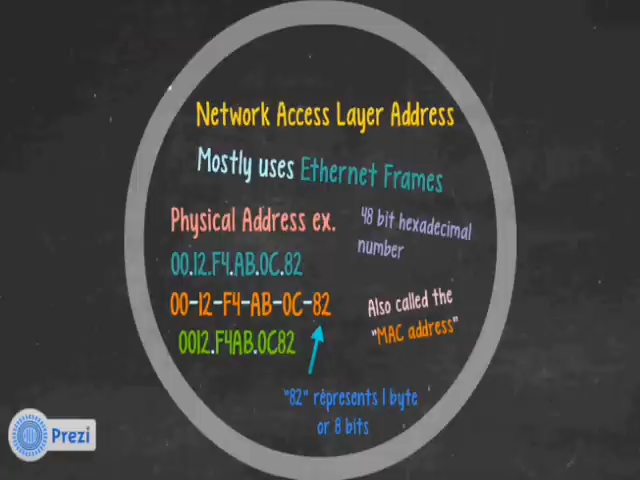 Network Access Layer Address
Mostly uses Ethernet Frames
Physical Address ex.
48 bit hexadecimal
number
00.12.F4.AB.0C.82
00-12-F4-AB-0C-82
0012.F4AB.0C82
Also called the
"MAC address"
"82" represents 1 byte
or 8 bits
Prezi